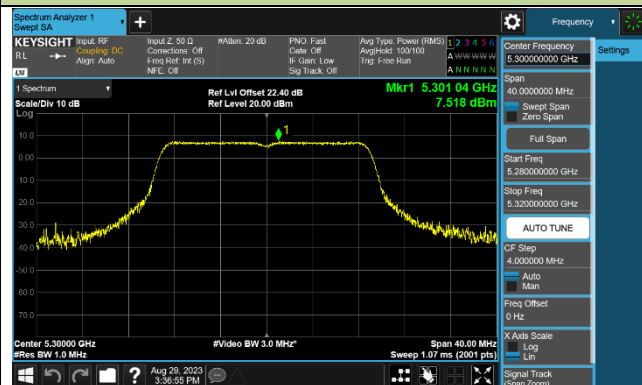 Spectrum Analyzer 1
Swept SA
+
Frequency
KEYSIGHT
RL
LXI
Input: RF
Coupling: DC
Align: Auto
Input Z: 50 Ω
Corrections: Off
Freq Ref: Int (S)
NFE: Off
#Atten: 20 dB
PNO: Fast
Gate: Off
IF Gain: Low
Sig Track: Off
Avg Type: Power (RMS)
Avg|Hold: 100/100
Trig: Free Run
1 2 3 4 5 6
A W W W W W
A N N N N N
1 Spectrum
Scale/Div 10 dB
Log
Ref Lvl Offset 22.40 dB
Ref Level 20.00 dBm
Mkr1 5.301 04 GHz
7.518 dBm
1
10.0
0.00
-10.0
-20.0
-30.0
-40.0
-50.0
-60.0
-70.0
Center 5.30000 GHz
#Res BW 1.0 MHz
#Video BW 3.0 MHz*
Span 40.00 MHz
Sweep 1.07 ms (2001 pts)
Center Frequency
5.300000000 GHz
Settings
Span
40.0000000 MHz
Swept Span
Zero Span
Full Span
Start Freq
5.280000000 GHz
Stop Freq
5.320000000 GHz
AUTO TUNE
CF Step
4.000000 MHz
Auto
Man
Freq Offset
0 Hz
X Axis Scale
Log
Lin
Signal Track
(Span Zoom)
?
Aug 29, 2023
3:36:55 PM